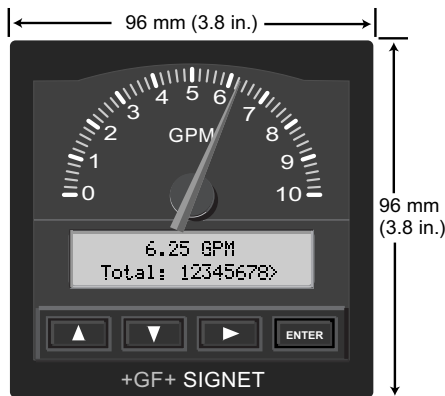 96 mm (3.8 in.)
0 1 2 3 4 5 6 7 8 9 10
GPM
96 mm
(3.8 in.)
6.25 GPM
Total: 12345678>
ENTER
+GF+ SIGNET